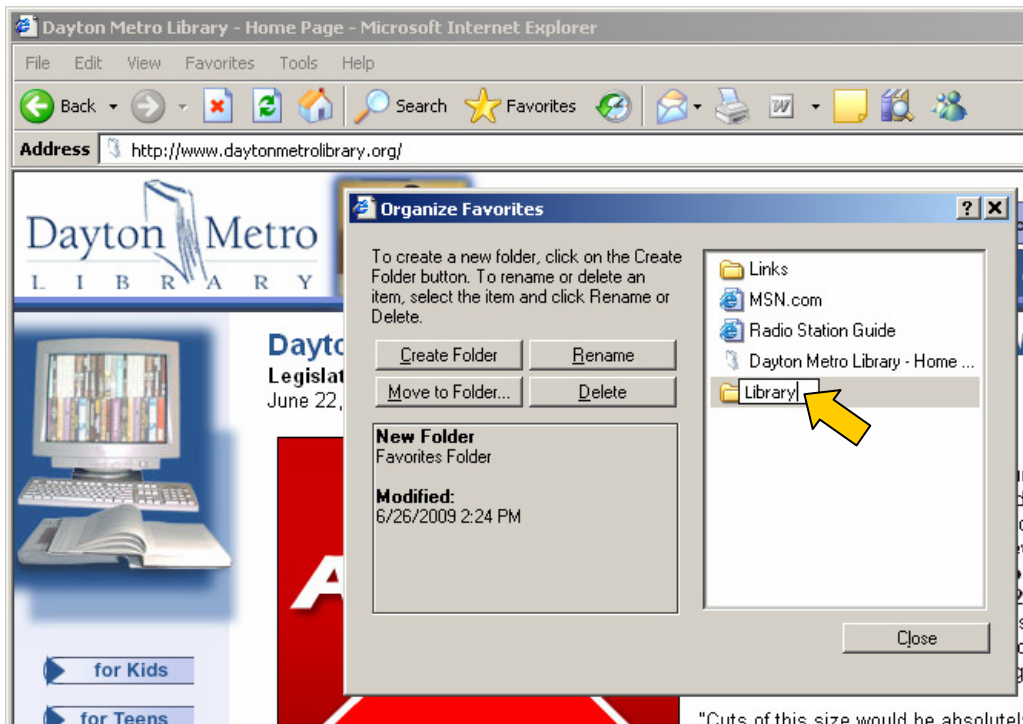 Dayton Metro Library - Home Page - Microsoft Internet Explorer
File Edit View Favorites Tools Help
Back Search Favorites W
Address http://www.daytonmetrolibrary.org/
Dayton Metro
LIBRARY
Organize Favorites ? X
To create a new folder, click on the Create
Folder button. To rename or delete an
item, select the item and click Rename or
Delete.
Create Folder Rename
Move to Folder... Delete
New Folder
Favorites Folder
Modified:
6/26/2009 2:24 PM
Links
MSN.com
Radio Station Guide
Dayton Metro Library - Home ...
Library
Close
Dayto
Legislat
June 22,
A
for Kids
for Teens
"Cuts of this size would be absolutel